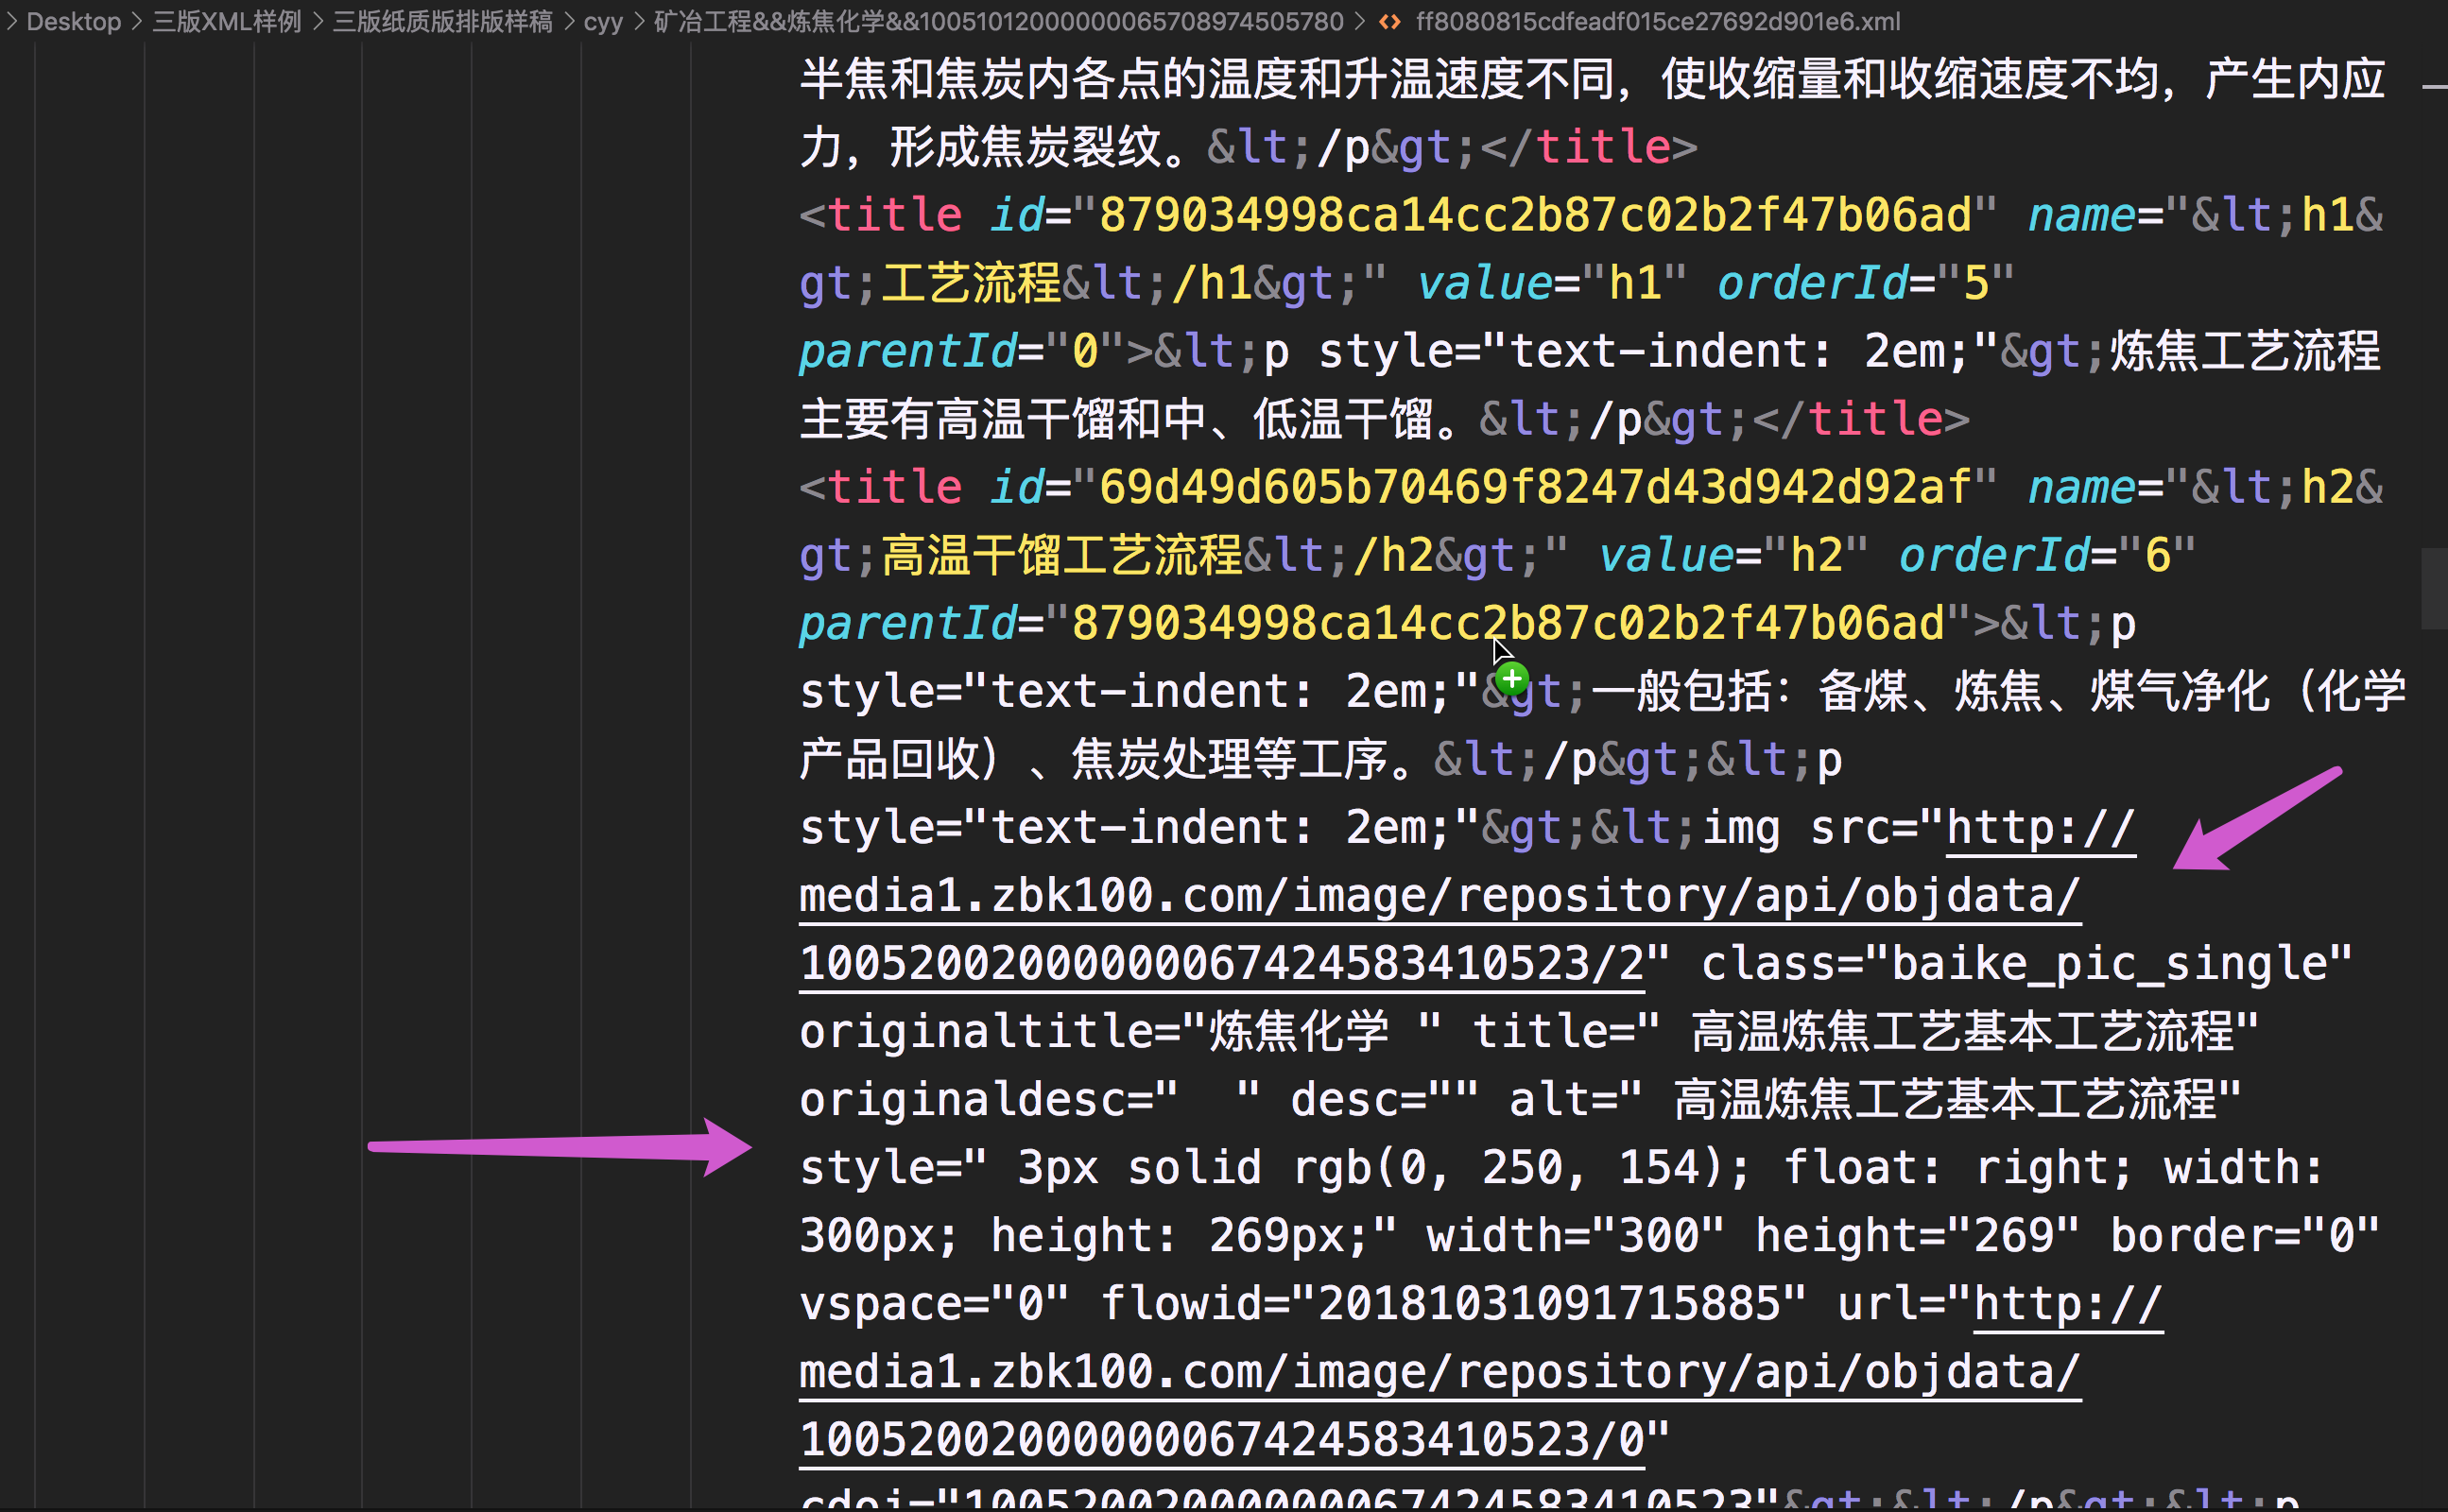 Desktop > 三版XML样例 > 三版纸质版排版样稿 > cyy > 矿冶工程&&炼焦化学&&10051012000000065708974505780 > ff8080815cdfeadf015ce27692d901e6.xml
半焦和焦炭内各点的温度和升温速度不同，使收缩量和收缩速度不均，产生内应
力，形成焦炭裂纹。&lt;/p&gt;</title>
<title id="879034998ca14cc2b87c02b2f47b06ad" name="&lt;h1&
gt;工艺流程&lt;/h1&gt;" value="h1" orderId="5"
parentId="0">&lt;p style="text-indent: 2em;"&gt;炼焦工艺流程
主要有高温干馏和中、低温干馏。&lt;/p&gt;</title>
<title id="69d49d605b70469f8247d43d942d92af" name="&lt;h2&
gt;高温干馏工艺流程&lt;/h2&gt;" value="h2" orderId="6"
parentId="879034998ca14cc2b87c02b2f47b06ad">&lt;p
style="text-indent: 2em;"&gt;一般包括：备煤、炼焦、煤气净化（化学
产品回收）、焦炭处理等工序。&lt;/p&gt;&lt;p
style="text-indent: 2em;"&gt;&lt;img src="http://
media1.zbk100.com/image/repository/api/objdata/
1005200200000006​7424583410523/2" class="baike_pic_single"
originaltitle="炼焦化学 " title=" 高温炼焦工艺基本工艺流程"
originaldesc="  " desc="" alt=" 高温炼焦工艺基本工艺流程"
style=" 3px solid rgb(0, 250, 154); float: right; width:
300px; height: 269px;" width="300" height="269" border="0"
vspace="0" flowid="201810310917​15885" url="http://
media1.zbk100.com/image/repository/api/objdata/
10052002000000067424583410523/0"
cdoi="10052002000000067424583410523"&gt;&lt;/p&gt;&lt;p